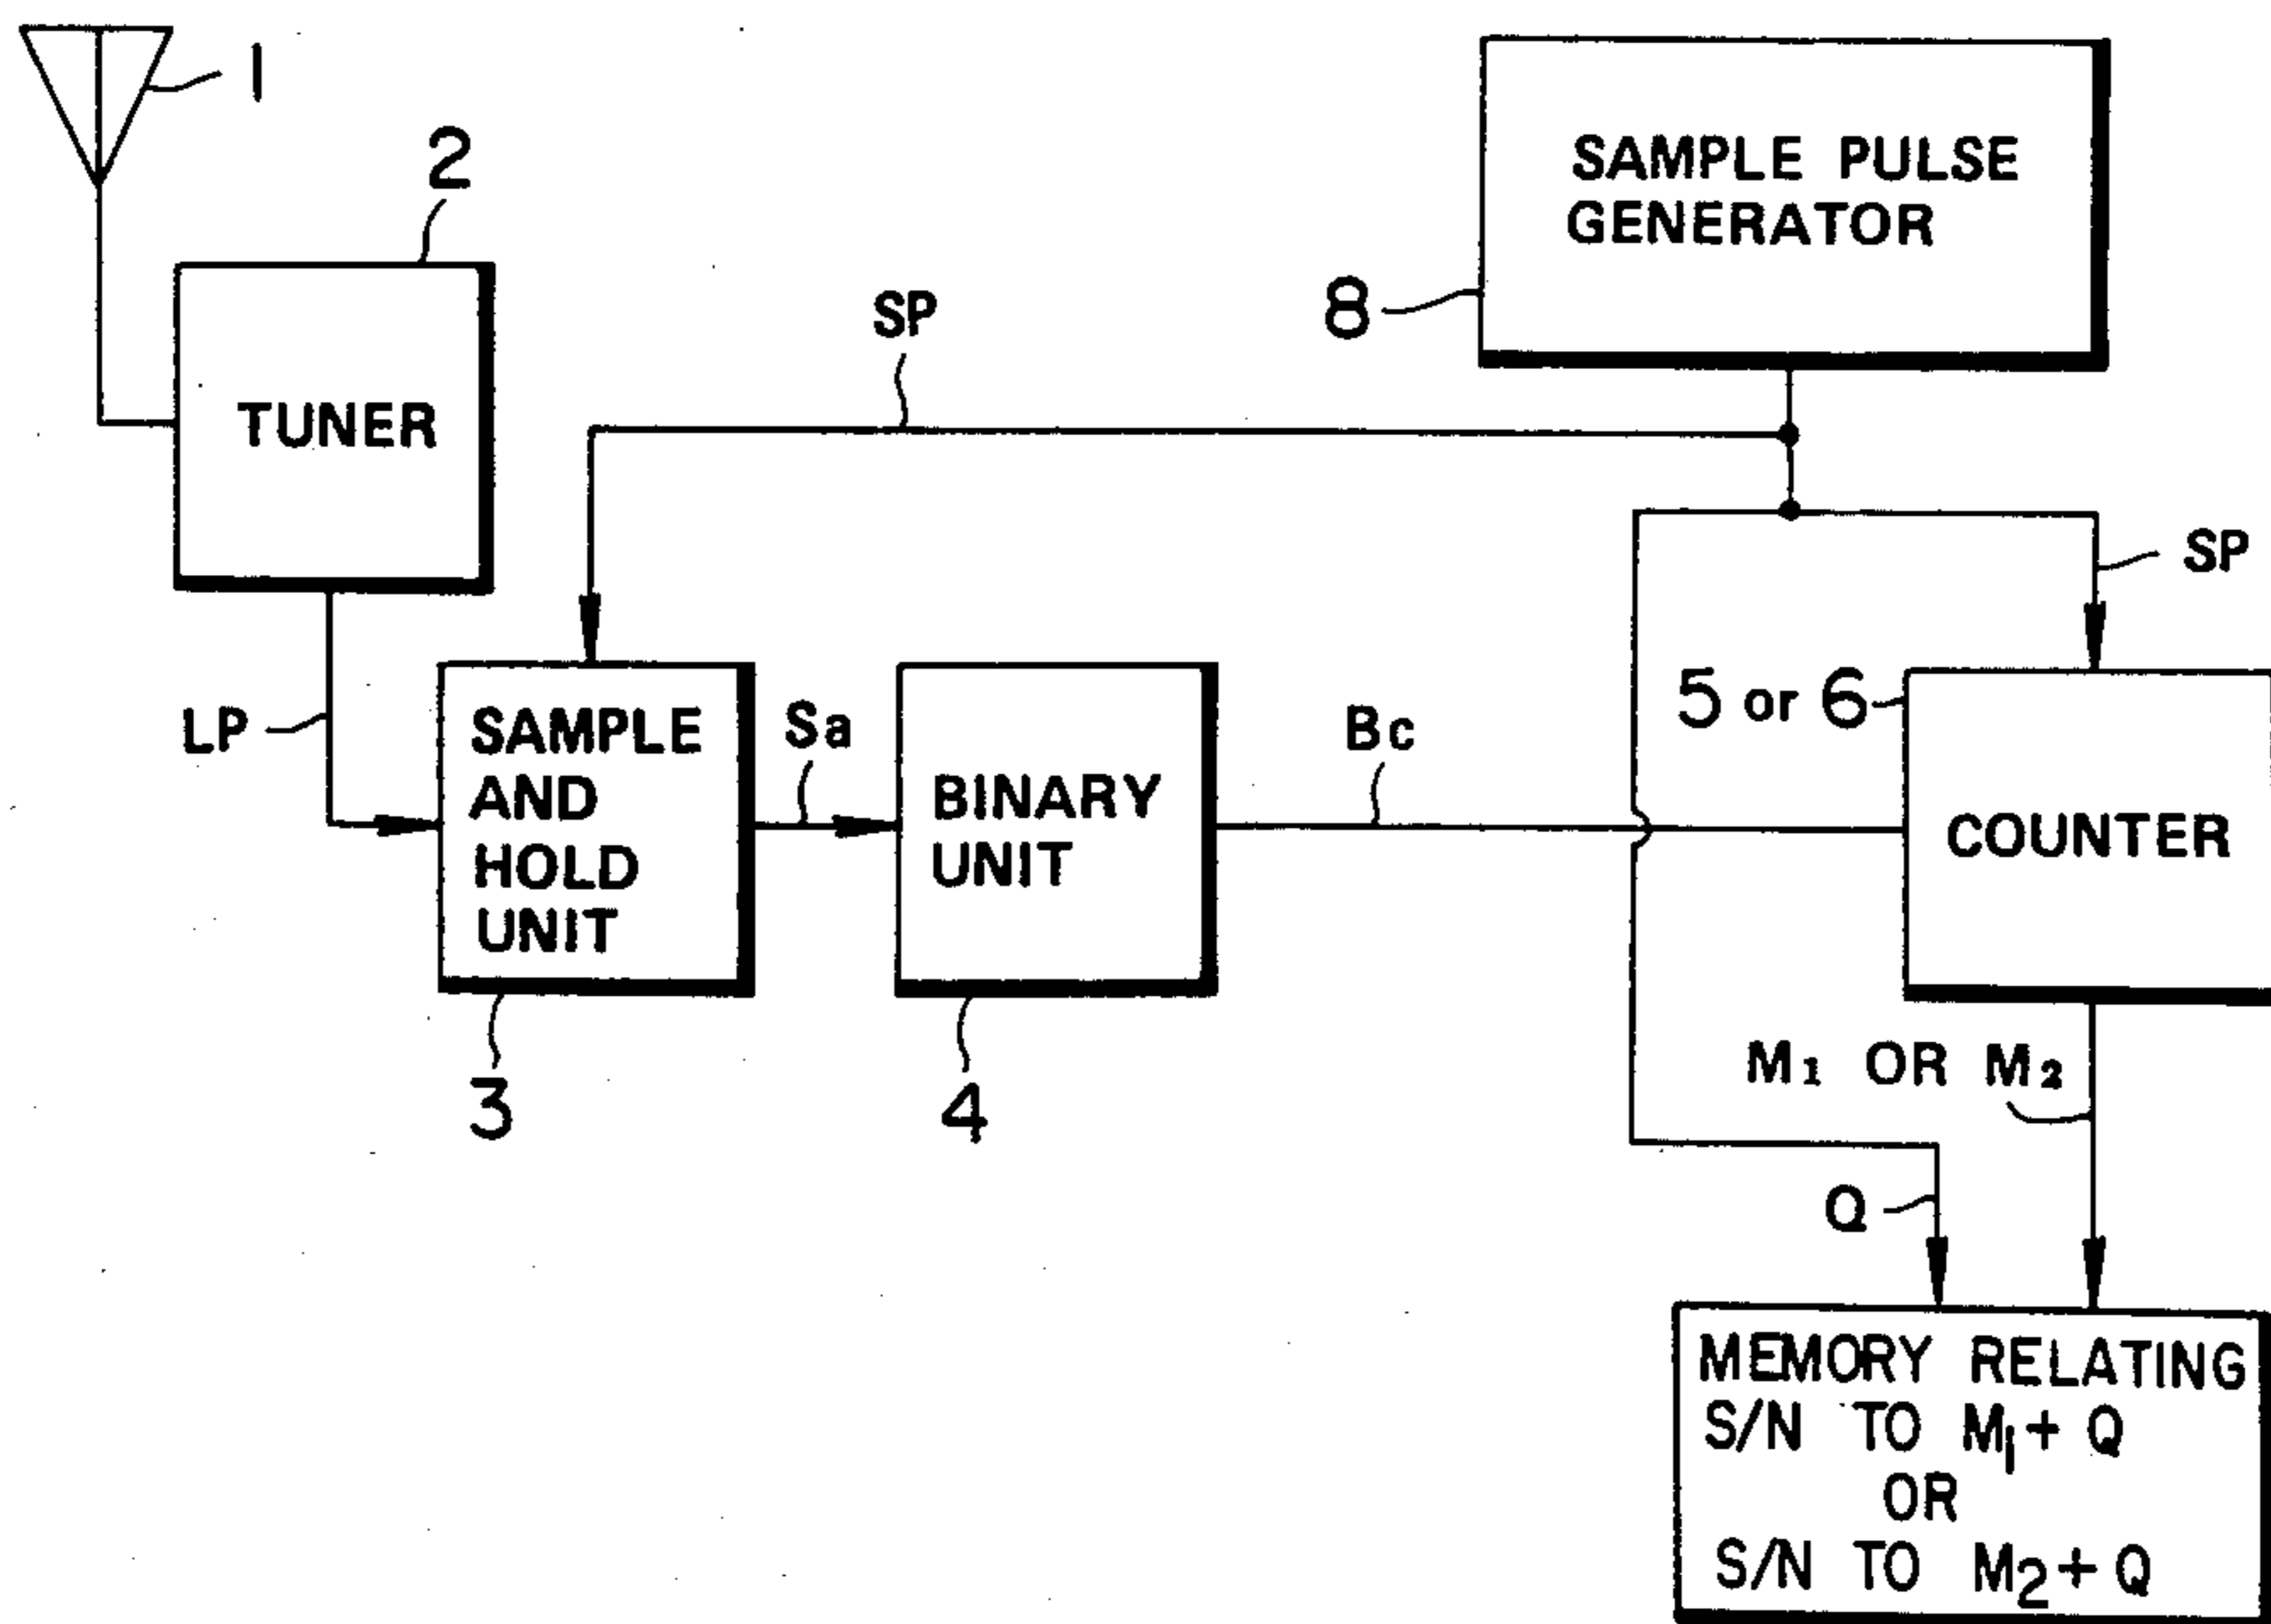 1
2
TUNER
SAMPLE PULSE
GENERATOR
8
SP
SP
LP
SAMPLE
AND
HOLD
UNIT
3
Sa
BINARY
UNIT
4
Bc
5 or 6
COUNTER
M₁ OR M₂
Q
MEMORY RELATING
S/N TO M₁+ Q
OR
S/N TO M₂+ Q